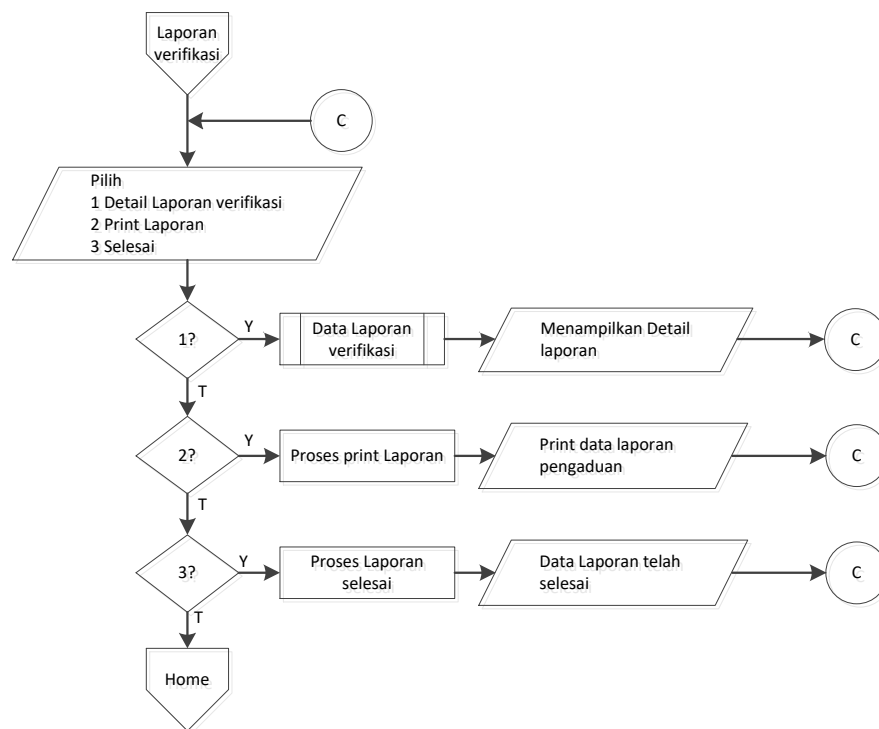 Laporan
verifikasi
C
Pilih
1 Detail Laporan verifikasi
2 Print Laporan
3 Selesai
1?
Y
Data Laporan
verifikasi
Menampilkan Detail
laporan
C
T
2?
Y
Proses print Laporan
Print data laporan
pengaduan
C
T
3?
Y
Proses Laporan
selesai
Data Laporan telah
selesai
C
T
Home